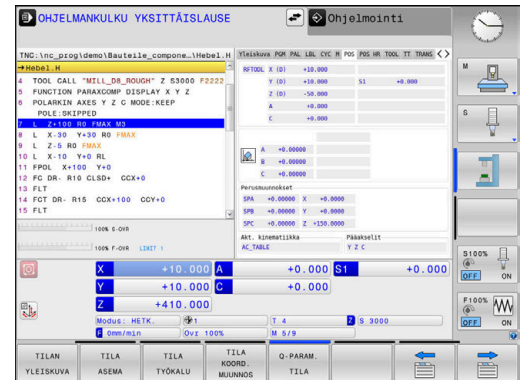 OHJELMANKULKU YKSITTÄISLAUSE
Ohjelmointi
TNC:\nc_prog\demo\Bauteile_compone…\Hebel.H
→Hebel.H
4 TOOL CALL "MILL_D8_ROUGH" Z S3000 F2222
5 FUNCTION PARAXCOMP DISPLAY X Y Z
6 POLARKIN AXES Y Z C MODE:KEEP
POLE:SKIPPED
7 L Z+100 R0 FMAX M3
8 L X-30 Y+30 R0 FMAX
9 L Z-5 R0 FMAX
10 L X-10 Y+0 RL
11 FPOL X+100 Y+0
12 FC DR- R10 CLSD+ CCX+0
13 FLT
14 FCT DR- R15 CCX+100 CCY+0
15 FLT
100% S-OVR
100% F-OVR LIMIT 1
Yleiskuva PGM PAL LBL CYC M POS POS HR TOOL TT TRANS
RFTOOL X (D) +10.000
Y (D) +10.000 S1 +0.000
Z (D) -50.000
A +0.000
C +0.000
A +0.00000
B +0.00000
C +0.00000
Perusmuunnokset
SPA +0.00000 X +0.0000
SPB +0.00000 Y +0.0000
SPC +0.00000 Z +150.0000
Akt. kinematiikka Pääakselit
AC_TABLE Y Z C
X +10.000 A +0.000 S1 +0.000
Y +10.000 C +0.000
Z +410.000
Modus: HETK. 1 T 4 Z S 3000
F 0mm/min Ovr 100% M 5/9
M
S
S100%
OFF ON
F100%
OFF ON
TILAN YLEISKUVA
TILA ASEMA
TILA TYÖKALU
TILA KOORD. MUUNNOS
Q-PARAM. TILA